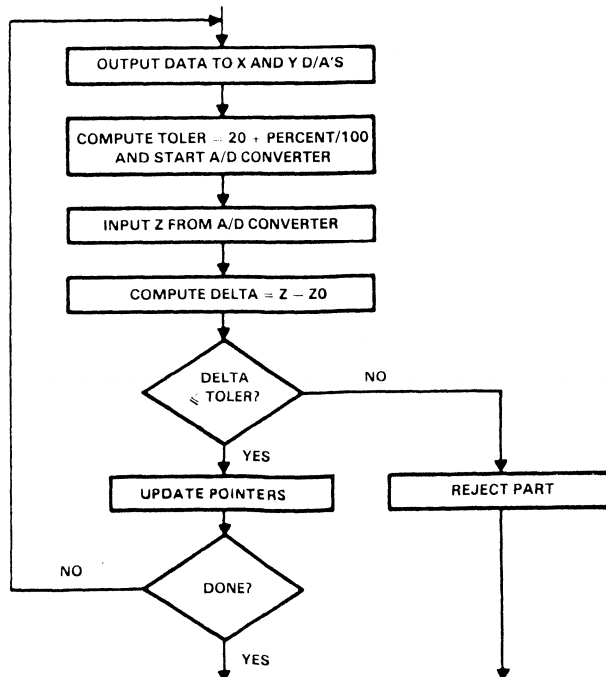 OUTPUT DATA TO X AND Y D/A'S
COMPUTE TOLER = 20 + PERCENT/100
AND START A/D CONVERTER
INPUT Z FROM A/D CONVERTER
COMPUTE DELTA = Z – Z0
DELTA
≤ TOLER?
NO
YES
UPDATE POINTERS
REJECT PART
NO
DONE?
YES